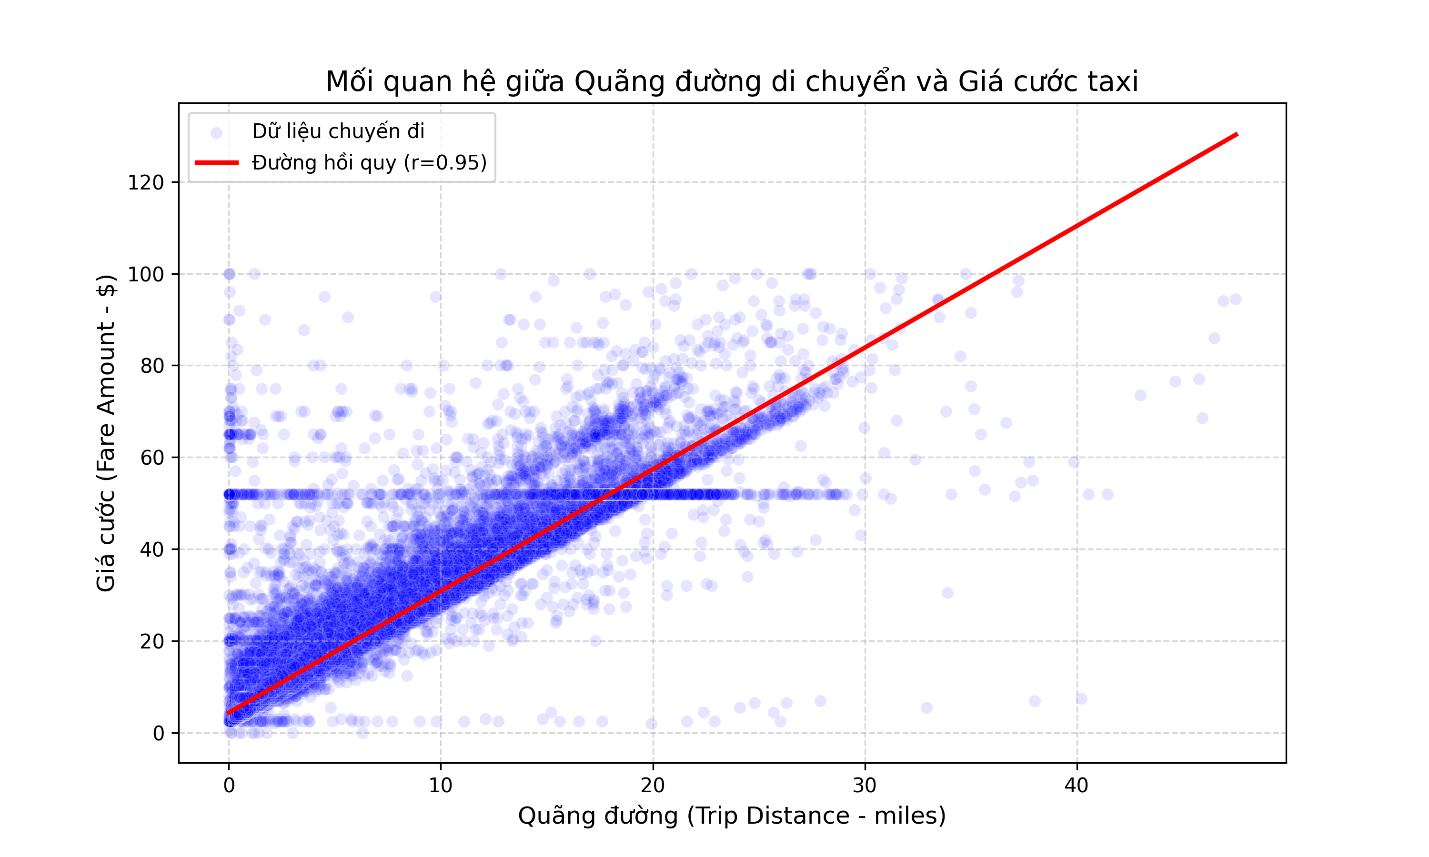 Mối quan hệ giữa Quãng đường di chuyển và Giá cước taxi
Dữ liệu chuyến đi
Đường hồi quy (r=0.95)
Giá cước (Fare Amount - $)
120
100
80
60
40
20
0
0 10 20 30 40
Quãng đường (Trip Distance - miles)